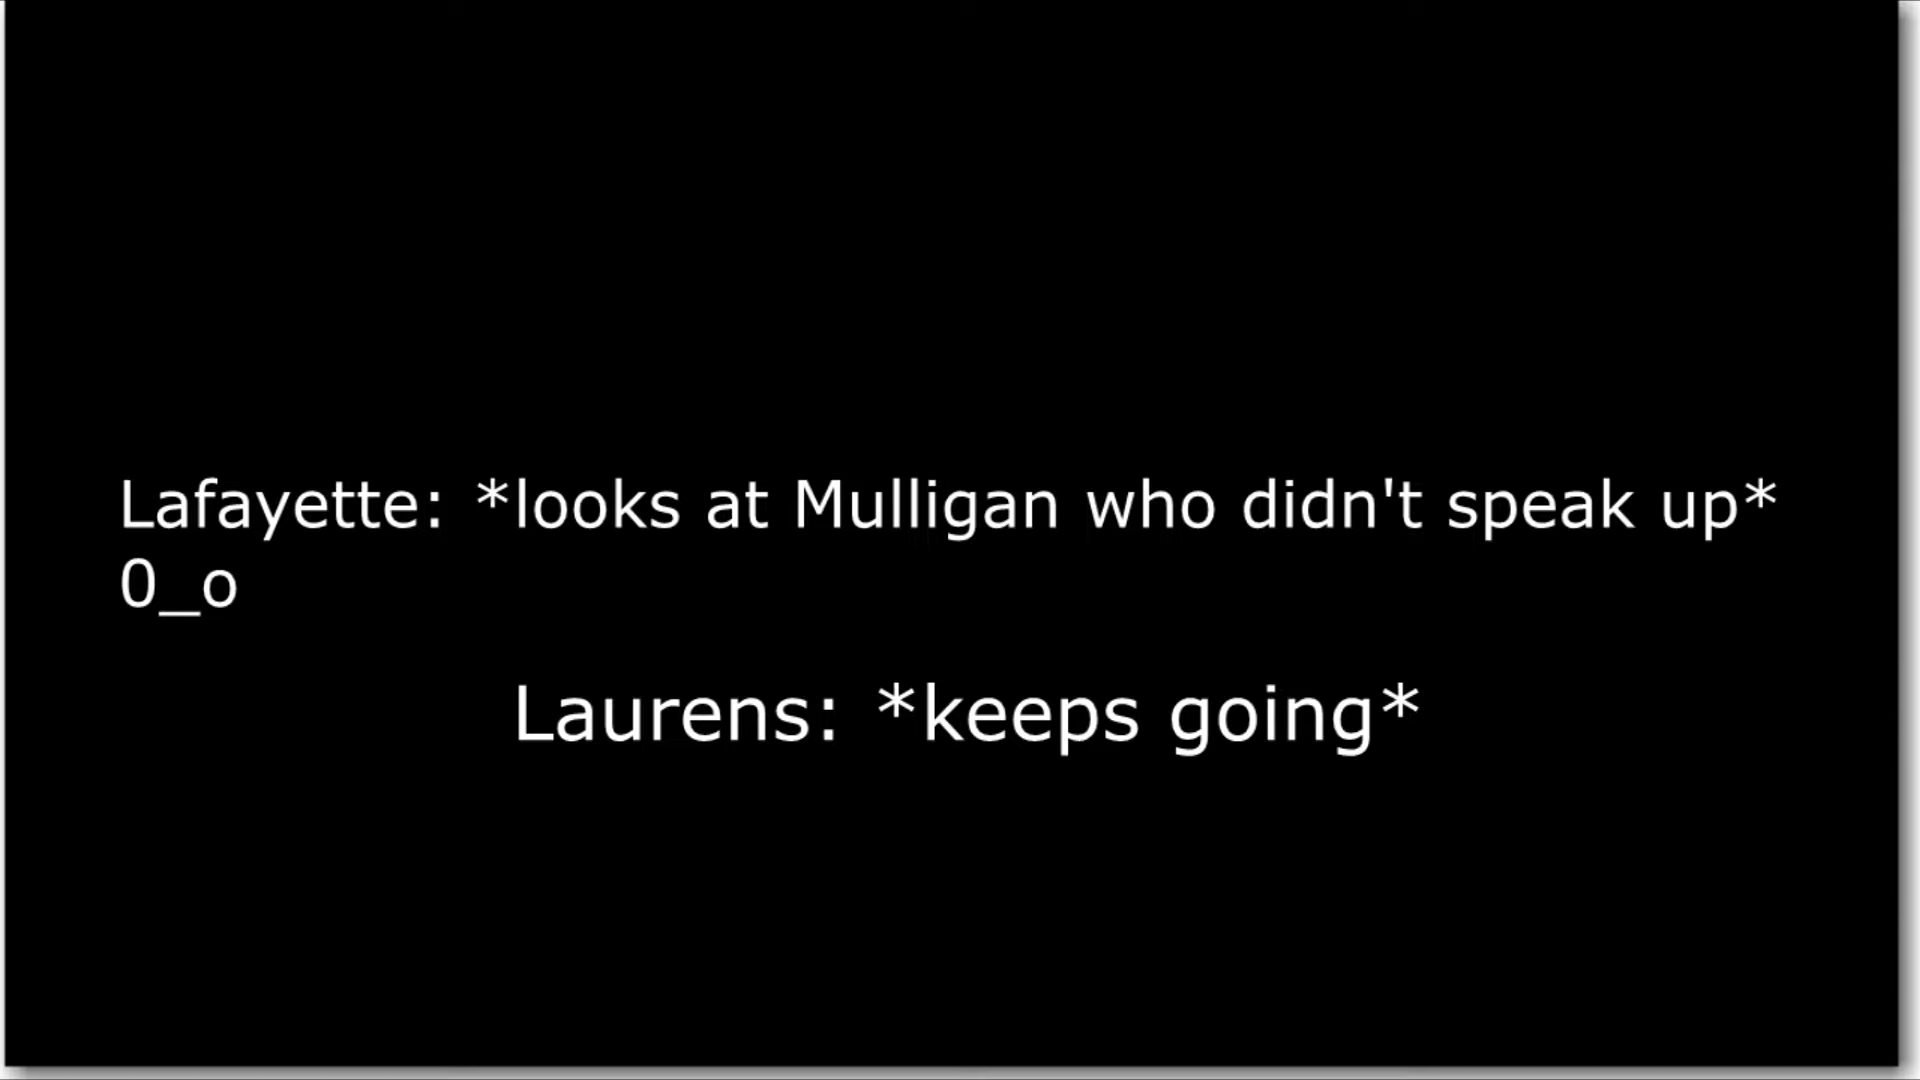 Lafayette: *looks at Mulligan who didn't speak up*
0_o
Laurens: *keeps going*